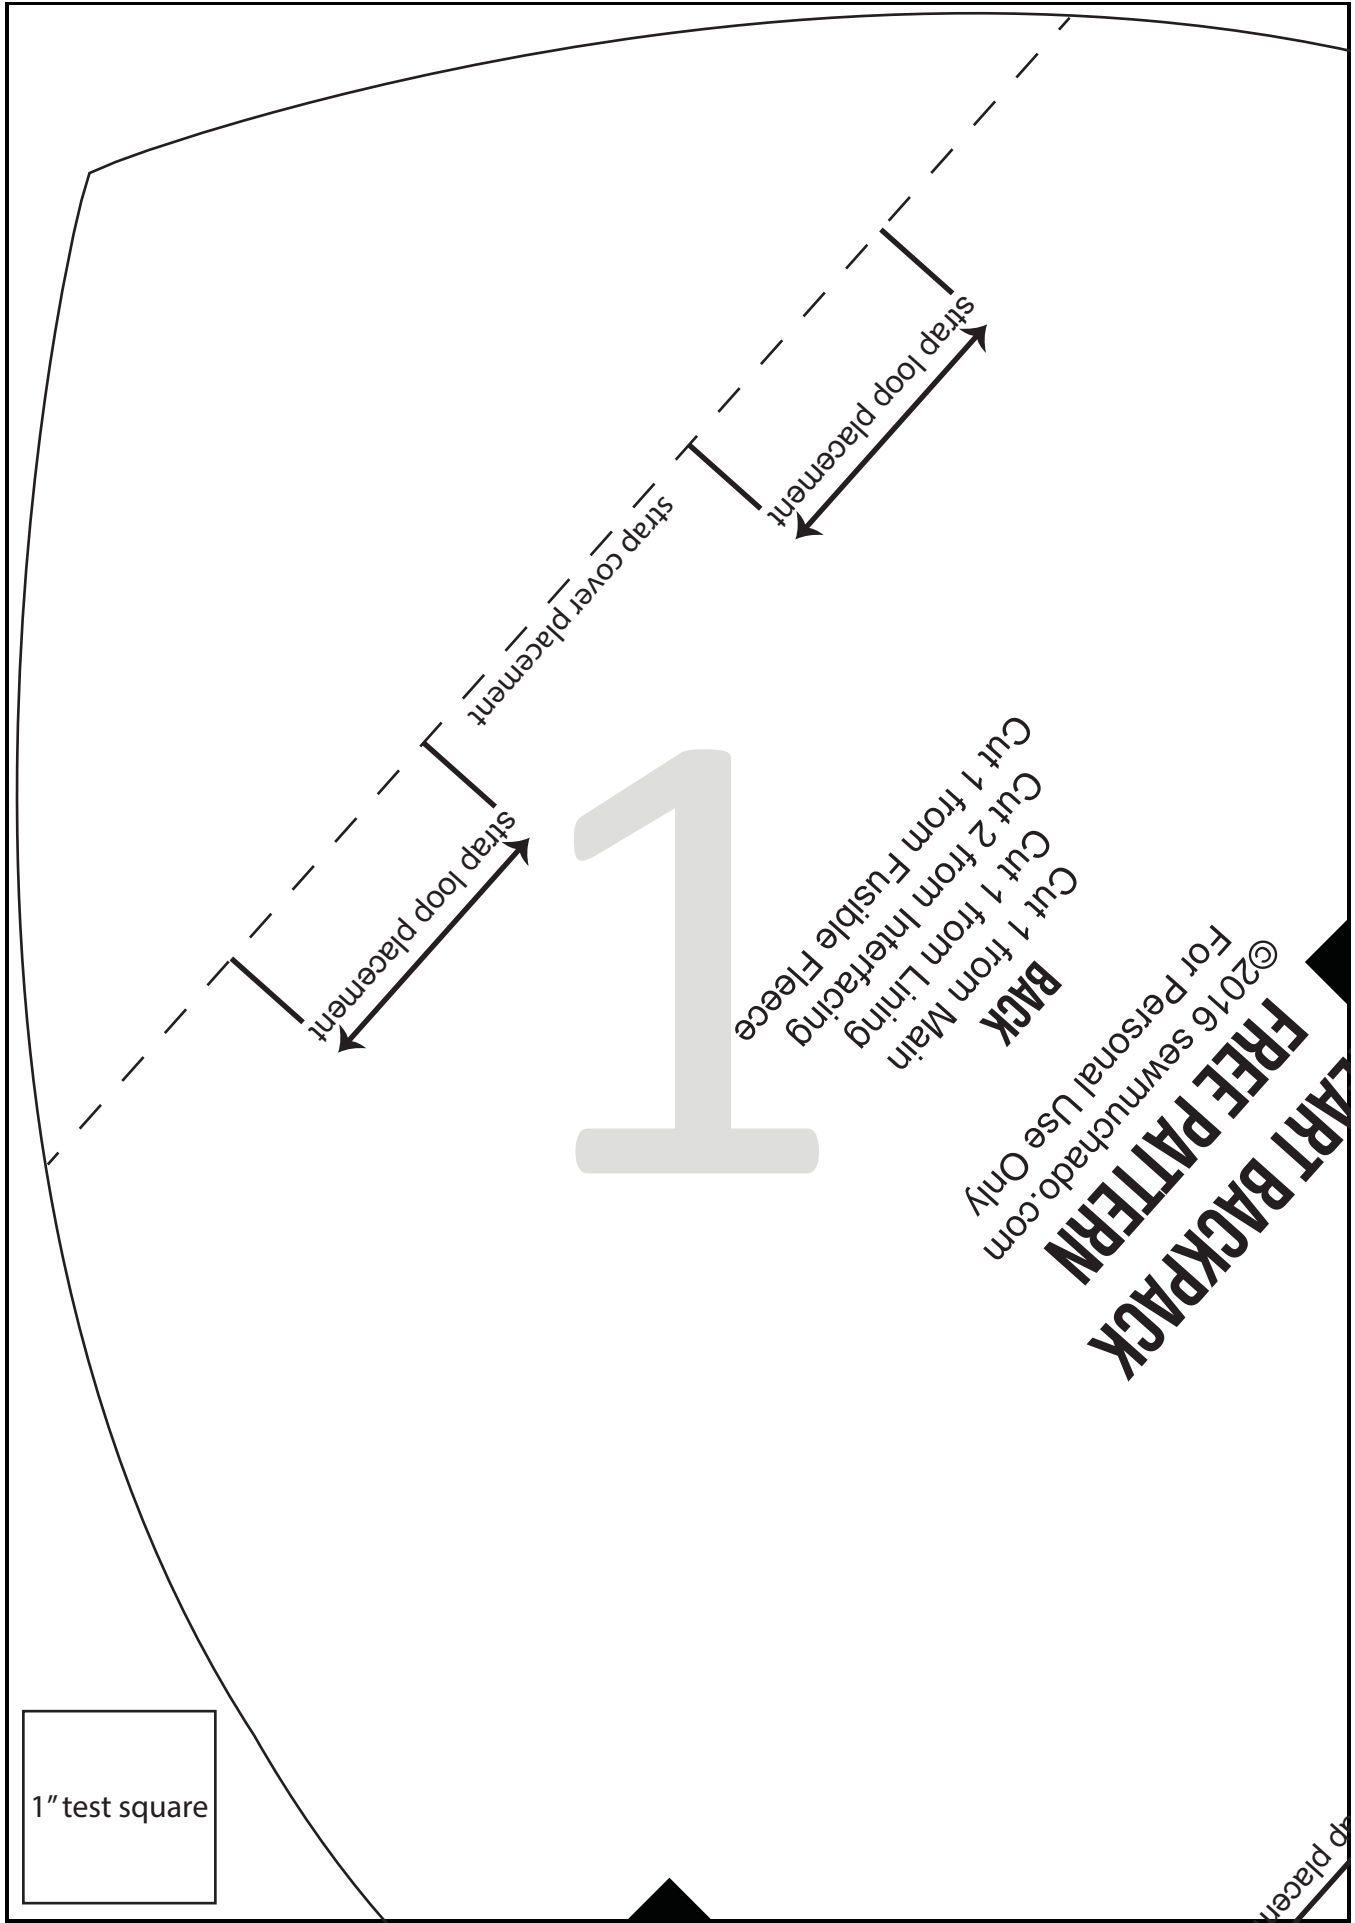 EART BACKPACK
FREE PATTERN
©2016 sewmuchado.com
For Personal Use Only
BACK
Cut 1 from Main
Cut 1 from Lining
Cut 2 from Interfacing
Cut 1 from Fusible Fleece
strap loop placement
strap cover placement
strap loop placement
1
1” test square